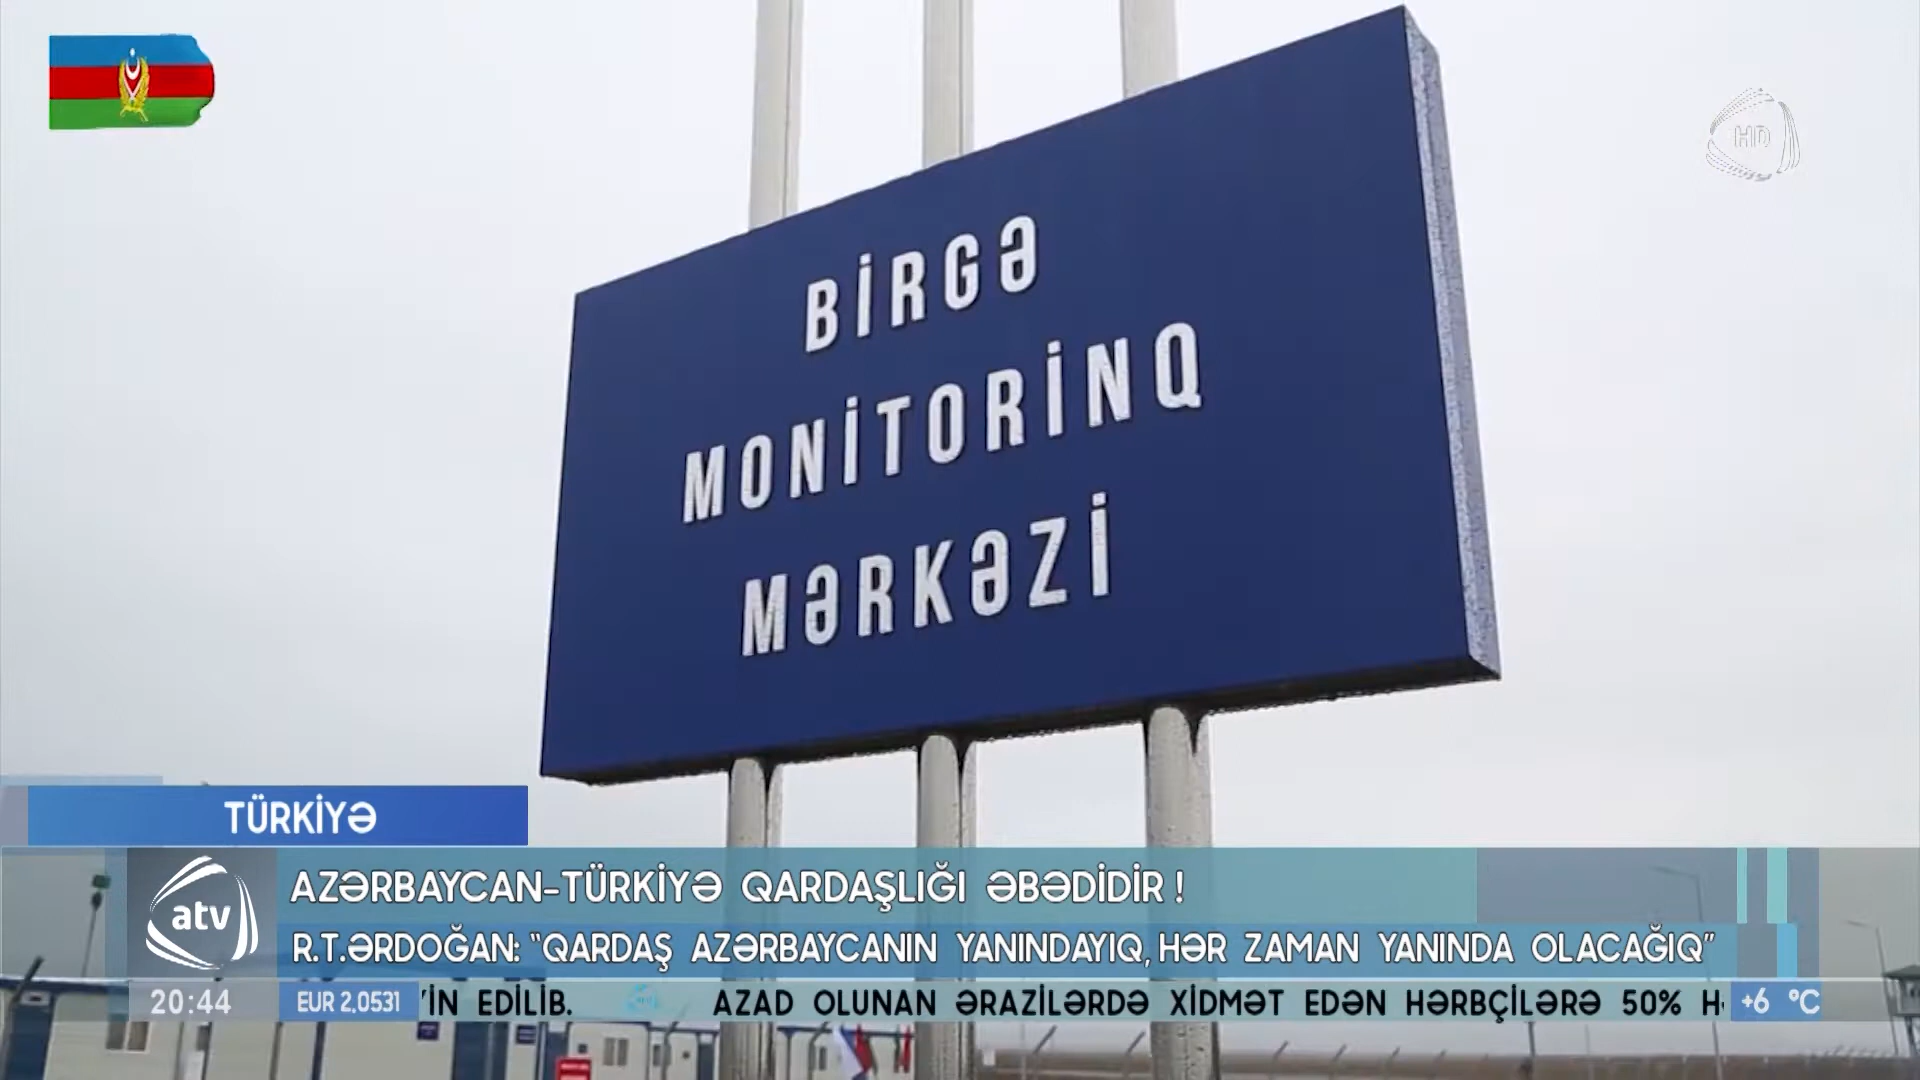 HD
BİRGƏ
MONİTORİNQ
MƏRKƏZİ
TÜRKİYƏ
atv
AZƏRBAYCAN-TÜRKİYƏ QARDAŞLIĞI ƏBƏDİDİR !
R.T.ƏRDOĞAN: “QARDAŞ AZƏRBAYCANIN YANINDAYIQ, HƏR ZAMAN YANINDA OLACAĞIQ”
20:44 EUR 2,0531 'İN EDİLİB. AZAD OLUNAN ƏRAZİLƏRDƏ XİDMƏT EDƏN HƏRBÇİLƏRƏ 50% H +6 °C